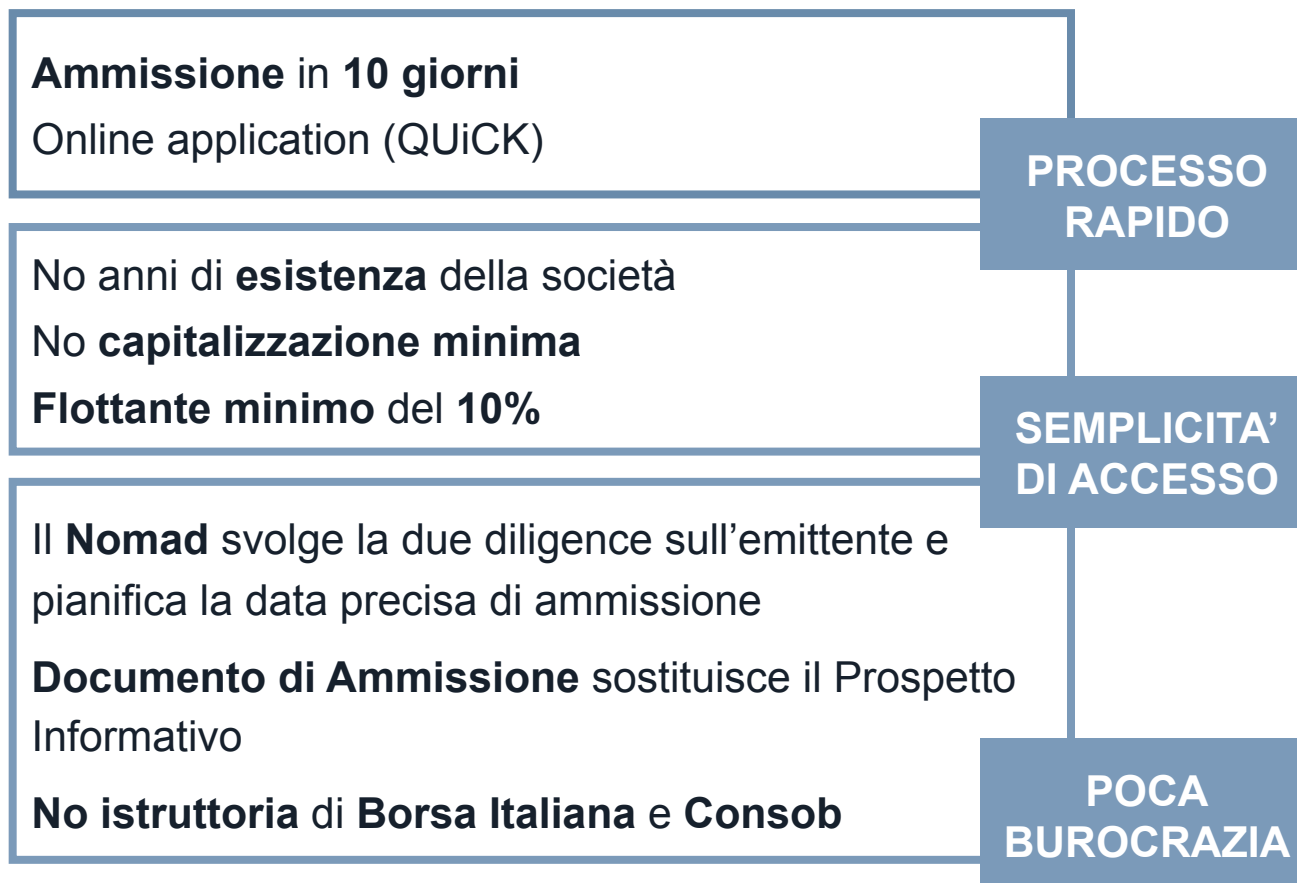 Ammissione in 10 giorni
Online application (QUiCK)
PROCESSO
RAPIDO
No anni di esistenza della società
No capitalizzazione minima
Flottante minimo del 10%
SEMPLICITA’
DI ACCESSO
Il Nomad svolge la due diligence sull’emittente e
pianifica la data precisa di ammissione
Documento di Ammissione sostituisce il Prospetto
Informativo
No istruttoria di Borsa Italiana e Consob
POCA
BUROCRAZIA